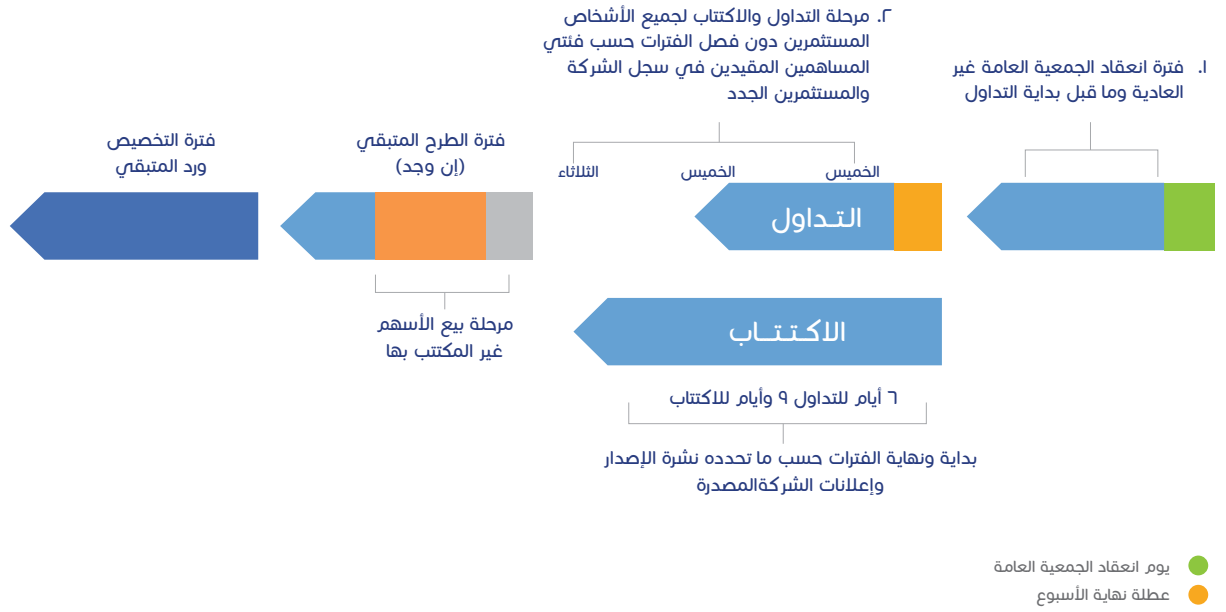 ١. فترة انعقاد الجمعية العامة غير
العادية وما قبل بداية التداول
٢. مرحلة التداول والاكتتاب لجميع الأشخاص
المستثمرين دون فصل الفترات حسب فئتي
المساهمين المقيدين في سجل الشركة
والمستثمرين الجدد
فترة الطرح المتبقي
(إن وجد)
فترة التخصيص
ورد المتبقي
الخميس
الخميس
الثلاثاء
التداول
الاكتتاب
مرحلة بيع الأسهم
غير المكتتب بها
٦ أيام للتداول ٩ وأيام للاكتتاب
بداية ونهاية الفترات حسب ما تحدده نشرة الإصدار
وإعلانات الشركةالمصدرة
يوم انعقاد الجمعية العامة
عطلة نهاية الأسبوع